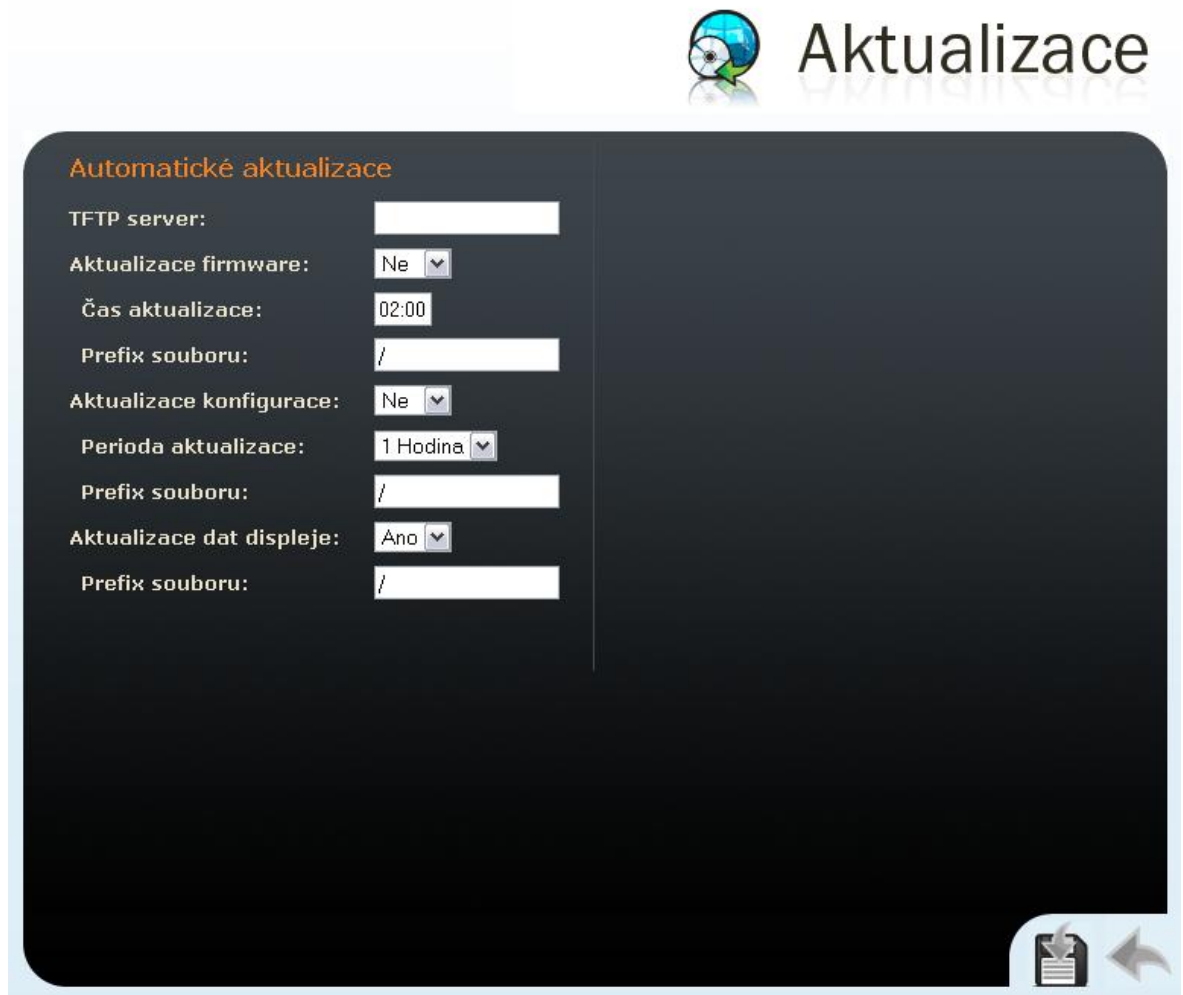 Aktualizace
Automatické aktualizace
TFTP server:
Aktualizace firmware: Ne
Čas aktualizace: 02:00
Prefix souboru: /
Aktualizace konfigurace: Ne
Perioda aktualizace: 1 Hodina
Prefix souboru: /
Aktualizace dat displeje: Ano
Prefix souboru: /